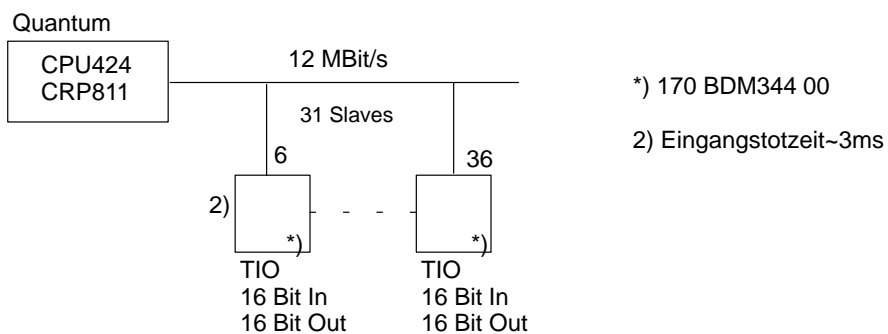 Quantum
CPU424
CRP811
12 MBit/s
31 Slaves
*) 170 BDM344 00
2) Eingangstotzeit~3ms
6
36
2)
*)
*)
TIO
16 Bit In
16 Bit Out
TIO
16 Bit In
16 Bit Out